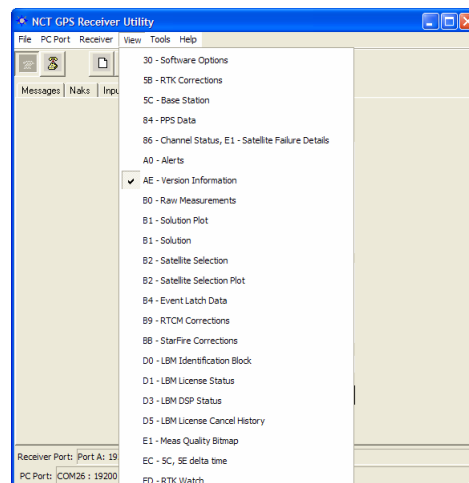 NCT GPS Receiver Utility
File PC Port Receiver View Tools Help
Messages Naks Inpu
30 - Software Options
5B - RTK Corrections
5C - Base Station
84 - PPS Data
86 - Channel Status, E1 - Satellite Failure Details
A0 - Alerts
AE - Version Information
B0 - Raw Measurements
B1 - Solution Plot
B1 - Solution
B2 - Satellite Selection
B2 - Satellite Selection Plot
B4 - Event Latch Data
B9 - RTCM Corrections
BB - StarFire Corrections
D0 - LBM Identification Block
D1 - LBM License Status
D3 - LBM DSP Status
D5 - LBM License Cancel History
E1 - Meas Quality Bitmap
EC - 5C, 5E delta time
ED - RTK Watch
Receiver Port: Port A: 19
PC Port: COM26 : 19200